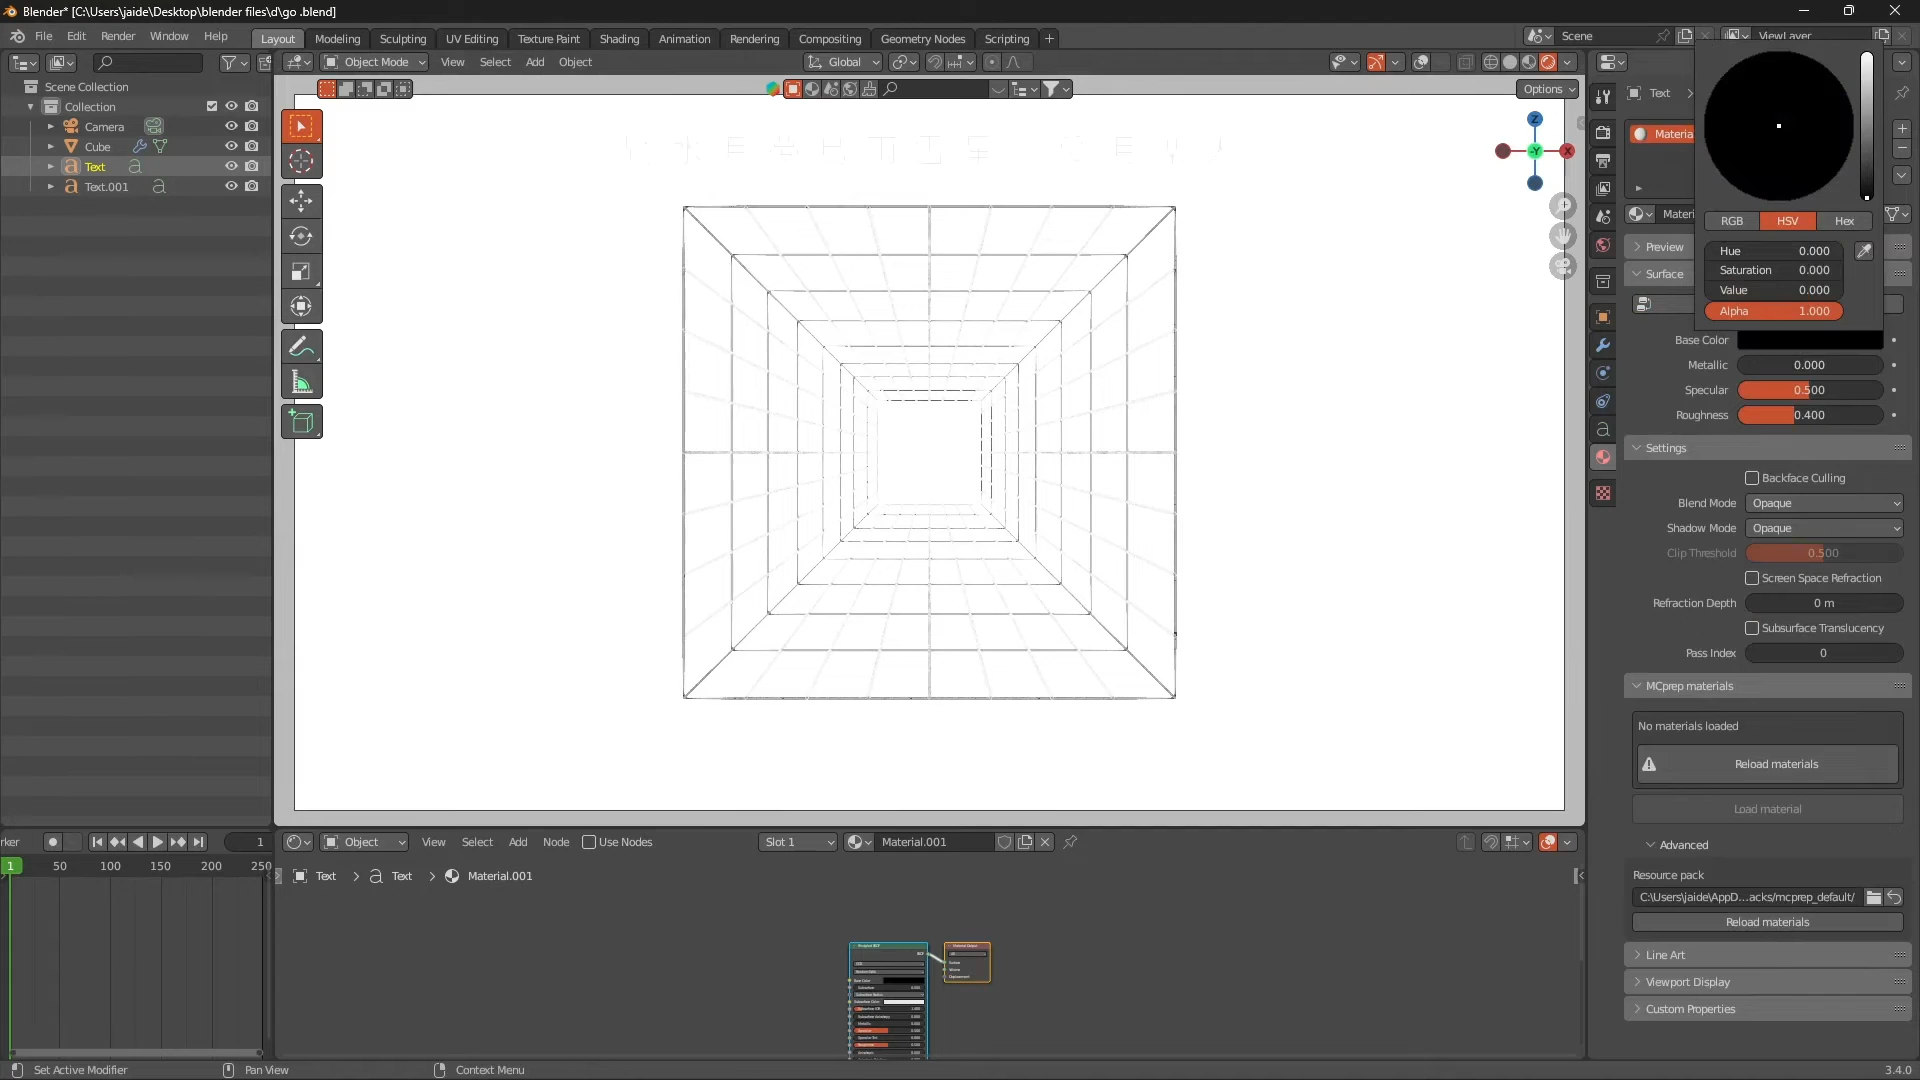 Blender* [C:\Users\jaide\Desktop\blender files\d\go .blend]
File Edit Render Window Help
Layout Modeling Sculpting UV Editing Texture Paint Shading Animation Rendering Compositing Geometry Nodes Scripting
Scene
ViewLayer
Object Mode View Select Add Object
Global
Options
Scene Collection
Collection
Camera
Cube
Text
Text.001
Z
-Y
X
Text
Materia
Mater
RGB HSV Hex
Hue 0.000
Saturation 0.000
Value 0.000
Alpha 1.000
Preview
Surface
Base Color
Metallic 0.000
Specular 0.500
Roughness 0.400
Settings
Backface Culling
Blend Mode Opaque
Shadow Mode Opaque
Clip Threshold 0.500
Screen Space Refraction
Refraction Depth 0 m
Subsurface Translucency
Pass Index 0
MCprep materials
No materials loaded
Reload materials
Load material
Advanced
Resource pack
C:\Users\jaide\AppD...acks/mcprep_default/
Reload materials
Line Art
Viewport Display
Custom Properties
rker 1
1 50 100 150 200 250
Object View Select Add Node Use Nodes Slot 1 Material.001
Text > Text > Material.001
Set Active Modifier Pan View Context Menu 3.4.0